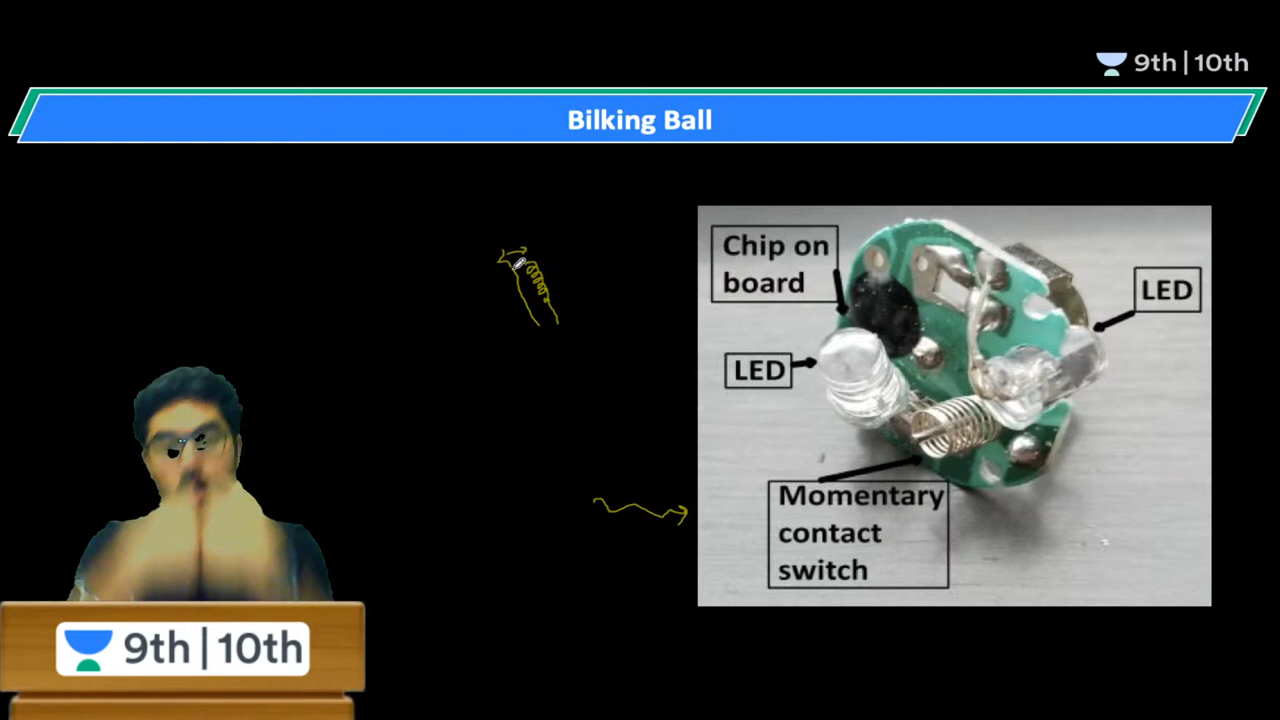 9th | 10th
Bilking Ball
Chip on
board
LED
LED
Momentary
contact
switch
9th | 10th